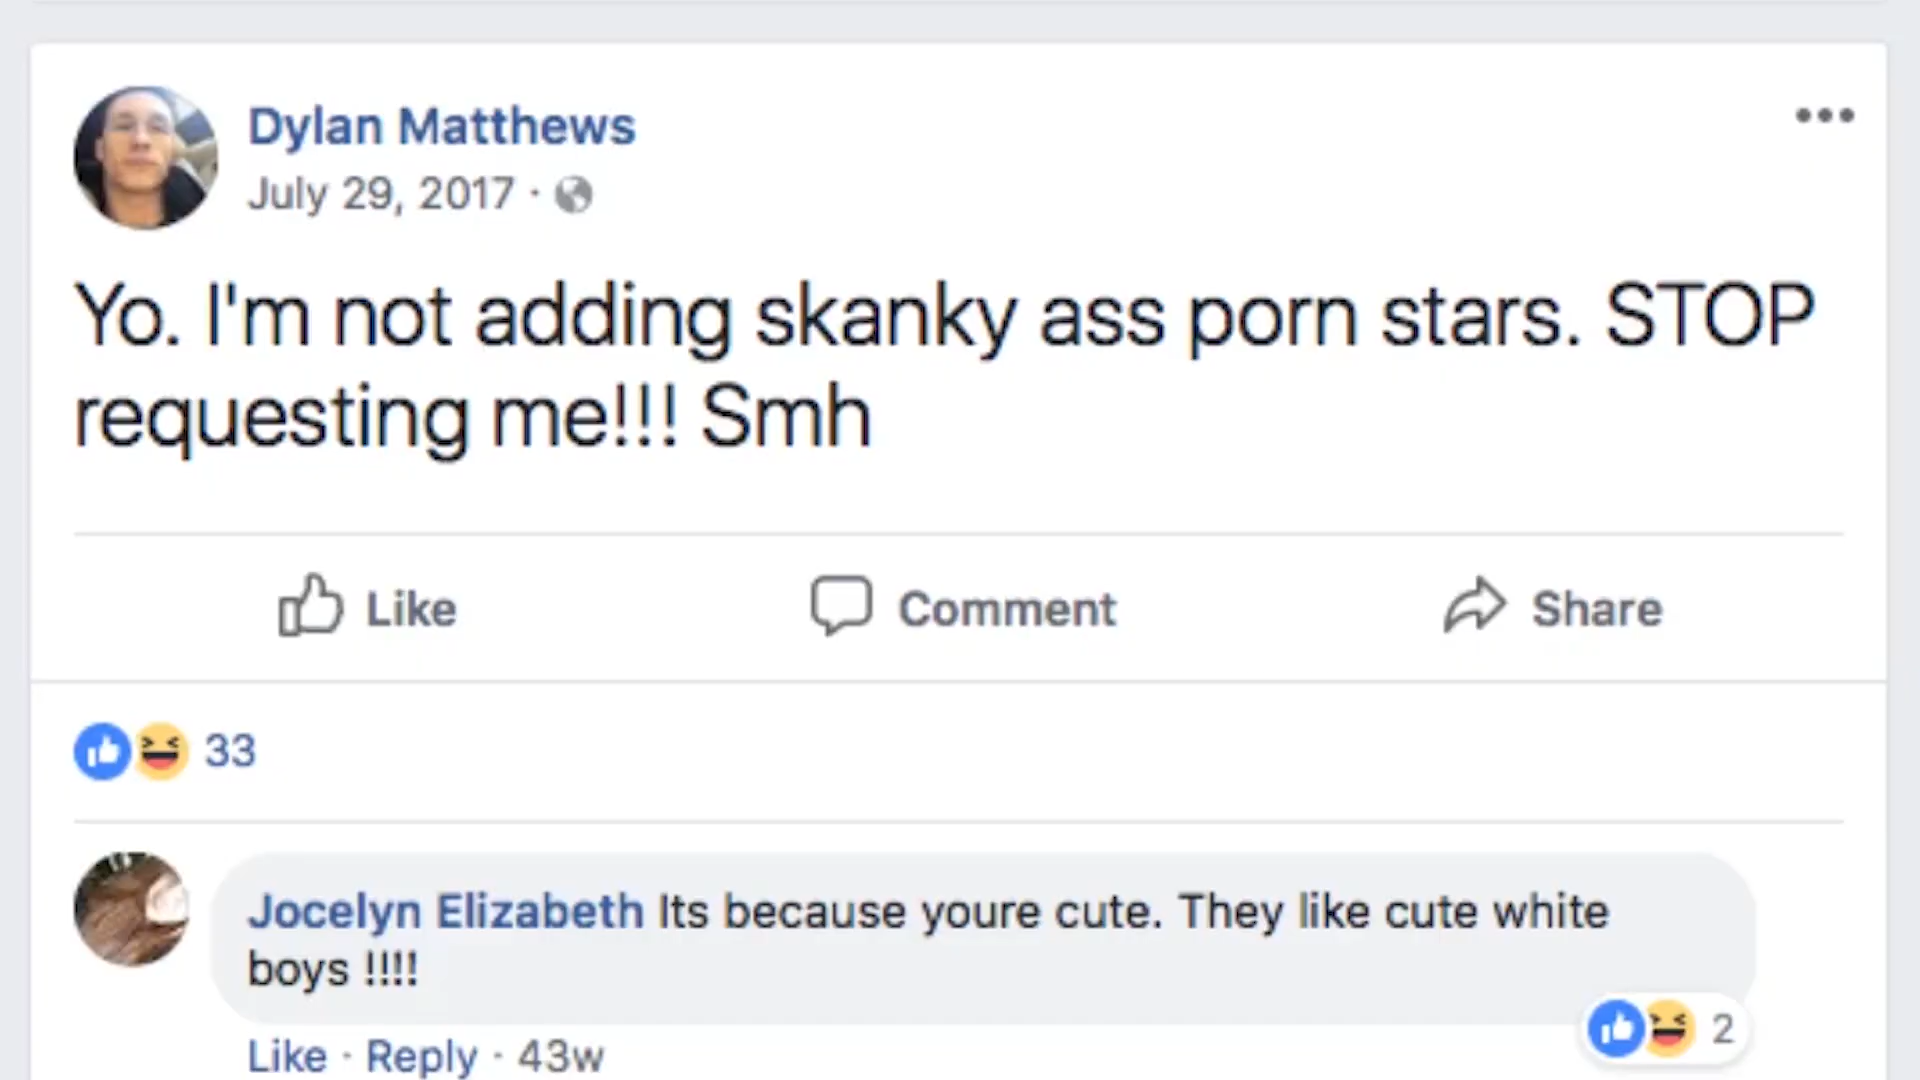 Dylan Matthews
July 29, 2017 ·
Yo. I'm not adding skanky ass porn stars. STOP
requesting me!!! Smh
Like Comment Share
33
Jocelyn Elizabeth Its because youre cute. They like cute white
boys !!!!
2
Like · Reply · 43w